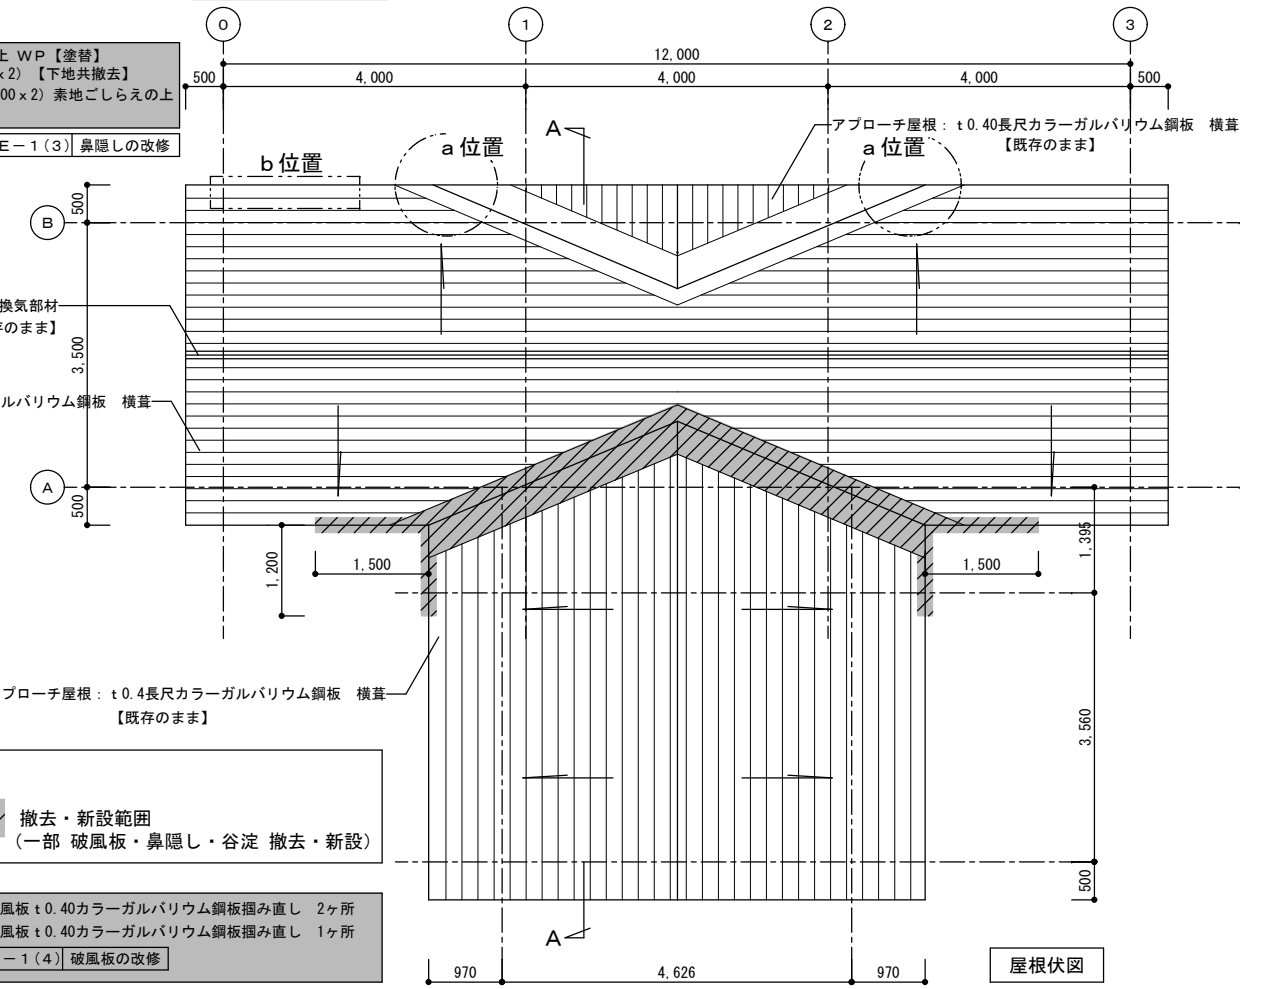 0
1
2
3
12,000
500
4,000
4,000
4,000
500
上 WP【塗替】
x2)【下地共撤去】
00x2) 素地ごしらえの上
E-1(3) 鼻隠しの改修
A
アプローチ屋根:t0.40長尺カラーガルバリウム鋼板 横葺
【既存のまま】
b位置
a位置
a位置
500
B
換気部材
存のまま】
3,500
ルバリウム鋼板 横葺
A
500
1,200
1,500
1,500
1,395
プローチ屋根:t0.4長尺カラーガルバリウム鋼板 横葺
【既存のまま】
3,560
撤去・新設範囲
(一部 破風板・鼻隠し・谷淀 撤去・新設)
500
風板t0.40カラーガルバリウム鋼板掴み直し 2ヶ所
風板t0.40カラーガルバリウム鋼板掴み直し 1ヶ所
-1(4) 破風板の改修
A
970
4,626
970
屋根伏図